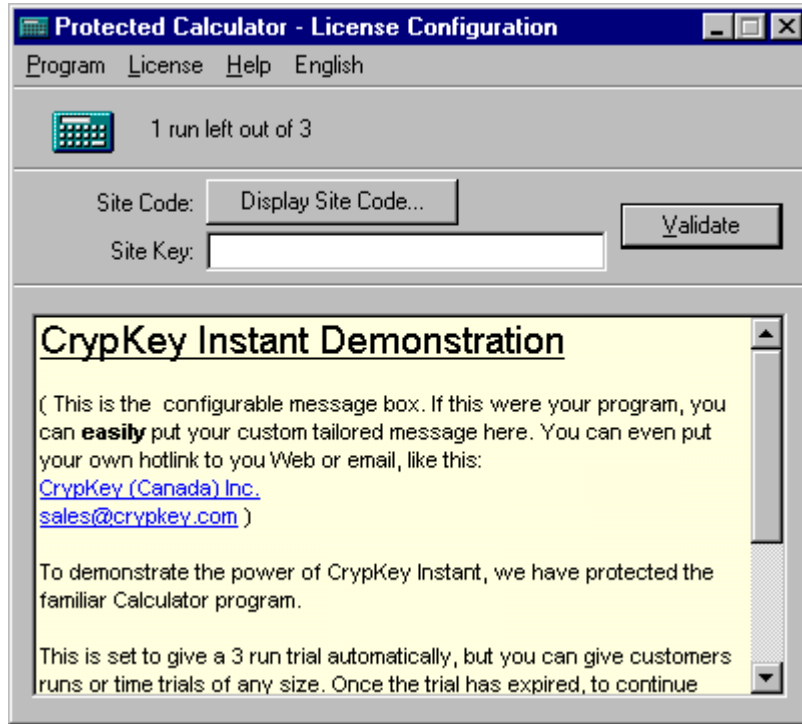 Protected Calculator - License Configuration
Program License Help English
1 run left out of 3
Site Code: Display Site Code...
Validate
Site Key:
CrypKey Instant Demonstration
( This is the configurable message box. If this were your program, you
can easily put your custom tailored message here. You can even put
your own hotlink to you Web or email, like this:
CrypKey (Canada) Inc.
sales@crypkey.com )
To demonstrate the power of CrypKey Instant, we have protected the
familiar Calculator program.
This is set to give a 3 run trial automatically, but you can give customers
runs or time trials of any size. Once the trial has expired, to continue